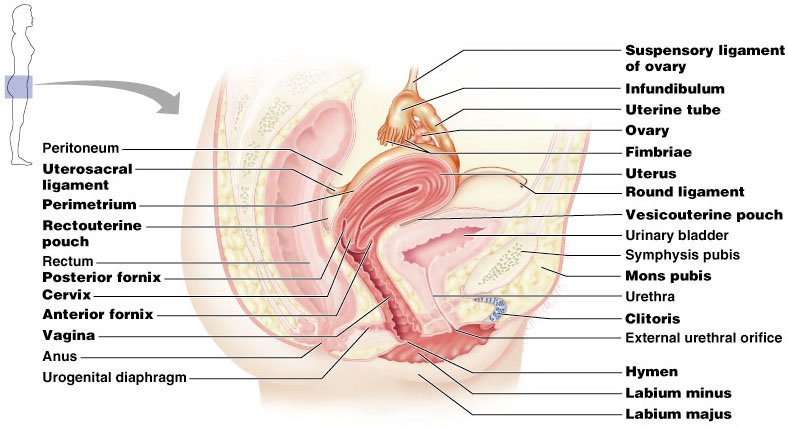 Peritoneum
Uterosacral
ligament
Perimetrium
Rectouterine
pouch
Rectum
Posterior fornix
Cervix
Anterior fornix
Vagina
Anus
Urogenital diaphragm
Suspensory ligament
of ovary
Infundibulum
Uterine tube
Ovary
Fimbriae
Uterus
Round ligament
Vesicouterine pouch
Urinary bladder
Symphysis pubis
Mons pubis
Urethra
Clitoris
External urethral orifice
Hymen
Labium minus
Labium majus